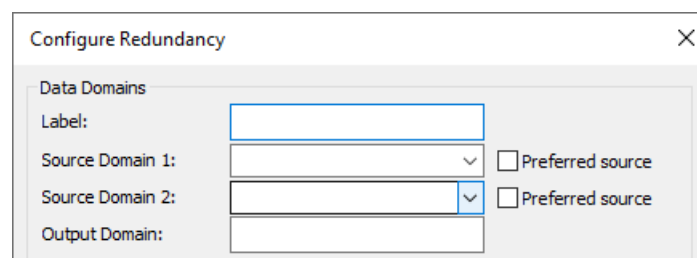 Configure Redundancy
Data Domains
Label:
Source Domain 1: Preferred source
Source Domain 2: Preferred source
Output Domain: